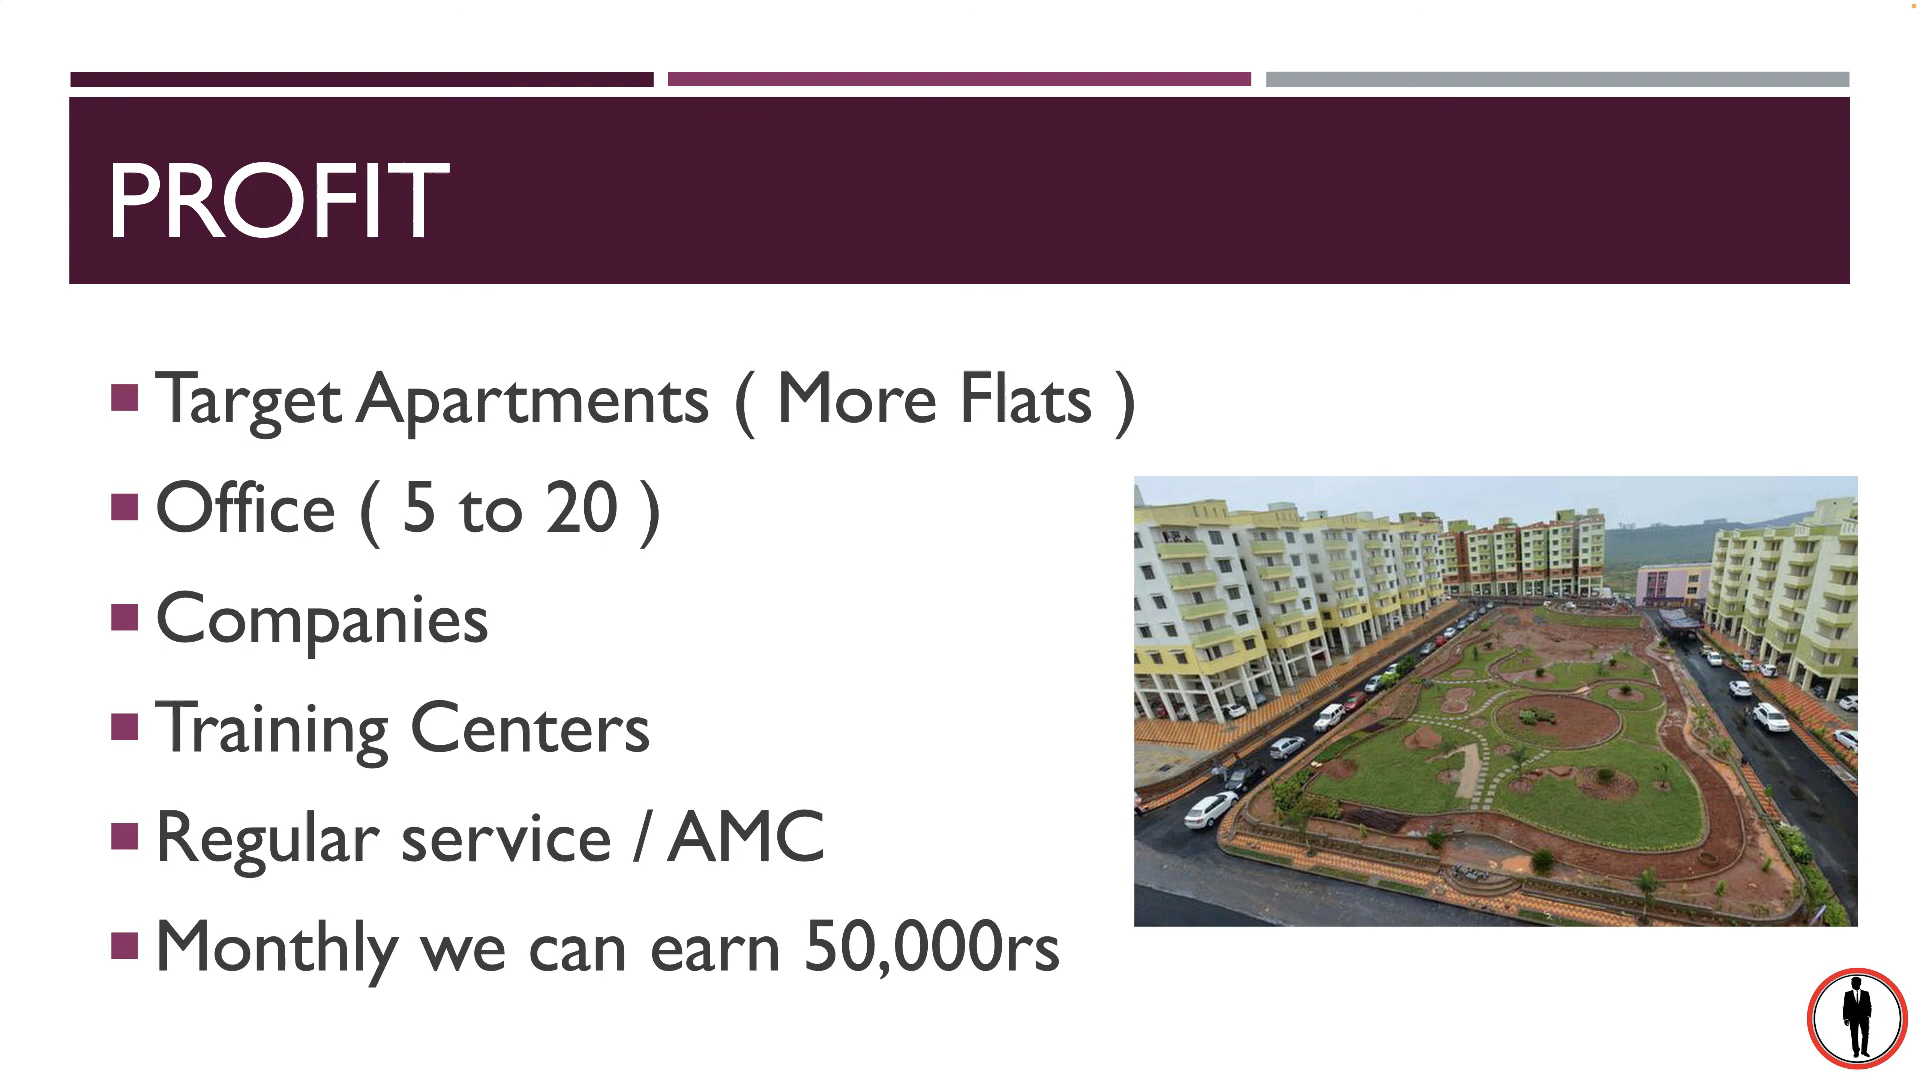 PROFIT
Target Apartments ( More Flats )
Office ( 5 to 20 )
Companies
Training Centers
Regular service / AMC
Monthly we can earn 50,000rs